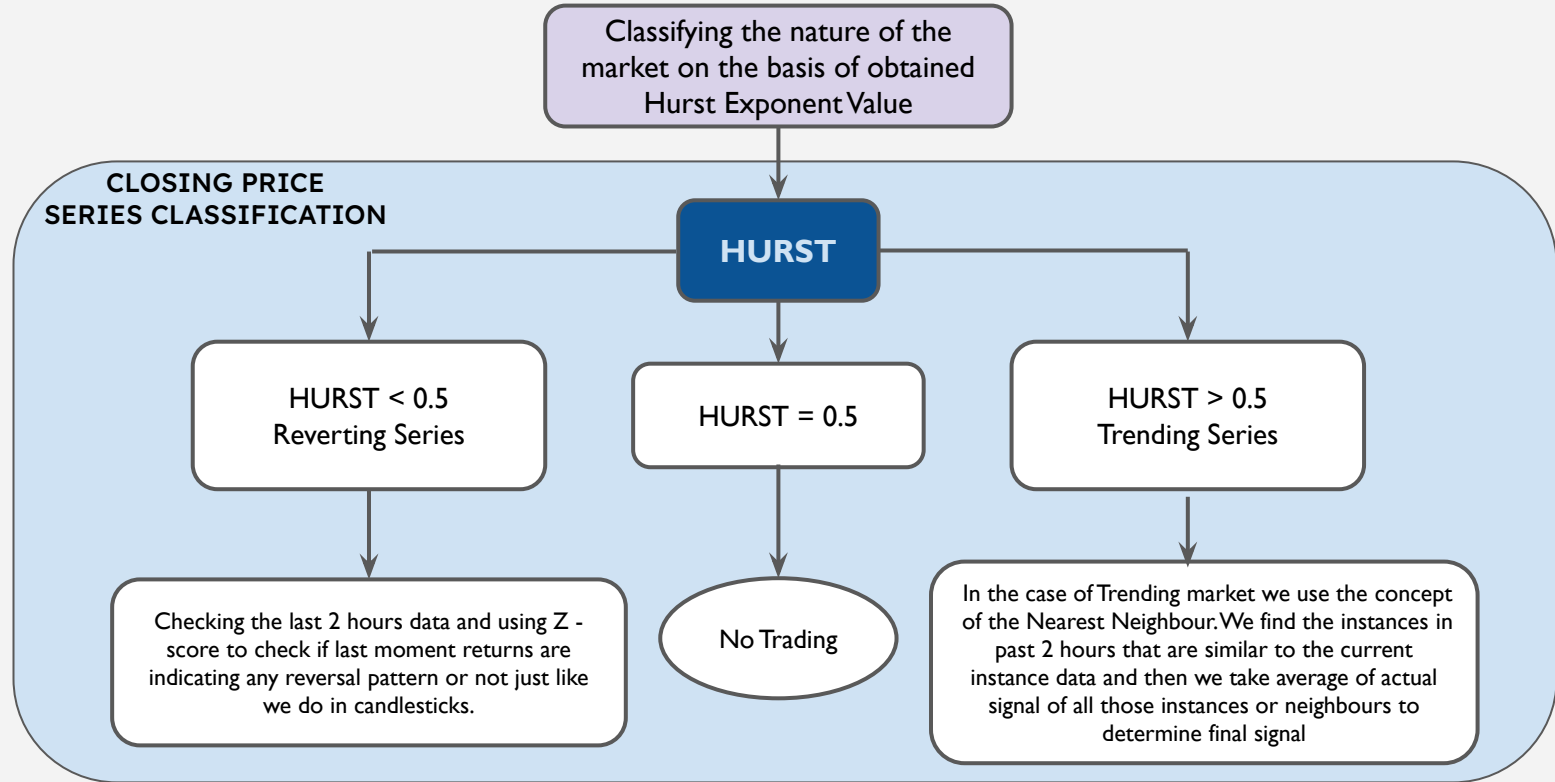 Classifying the nature of the
market on the basis of obtained
Hurst Exponent Value
CLOSING PRICE
SERIES CLASSIFICATION
HURST
HURST < 0.5
Reverting Series
HURST = 0.5
HURST > 0.5
Trending Series
Checking the last 2 hours data and using Z -
score to check if last moment returns are
indicating any reversal pattern or not just like
we do in candlesticks.
No Trading
In the case of Trending market we use the concept
of the Nearest Neighbour. We find the instances in
past 2 hours that are similar to the current
instance data and then we take average of actual
signal of all those instances or neighbours to
determine final signal